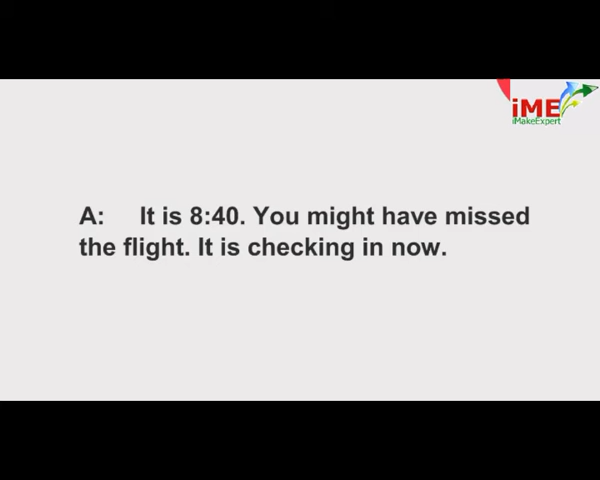 iME
iMakeExpert
A: It is 8:40. You might have missed
the flight. It is checking in now.